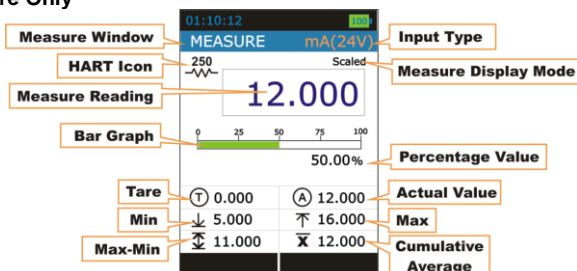 re Only
01:10:12 100
Measure Window MEASURE mA(24V) Input Type
HART Icon 250 Scaled Measure Display Mode
Measure Reading 12.000
Bar Graph 0 25 50 75 100
50.00% Percentage Value
Tare T 0.000 A 12.000 Actual Value
Min 5.000 16.000 Max
Max-Min 11.000 X 12.000 Cumulative
Average